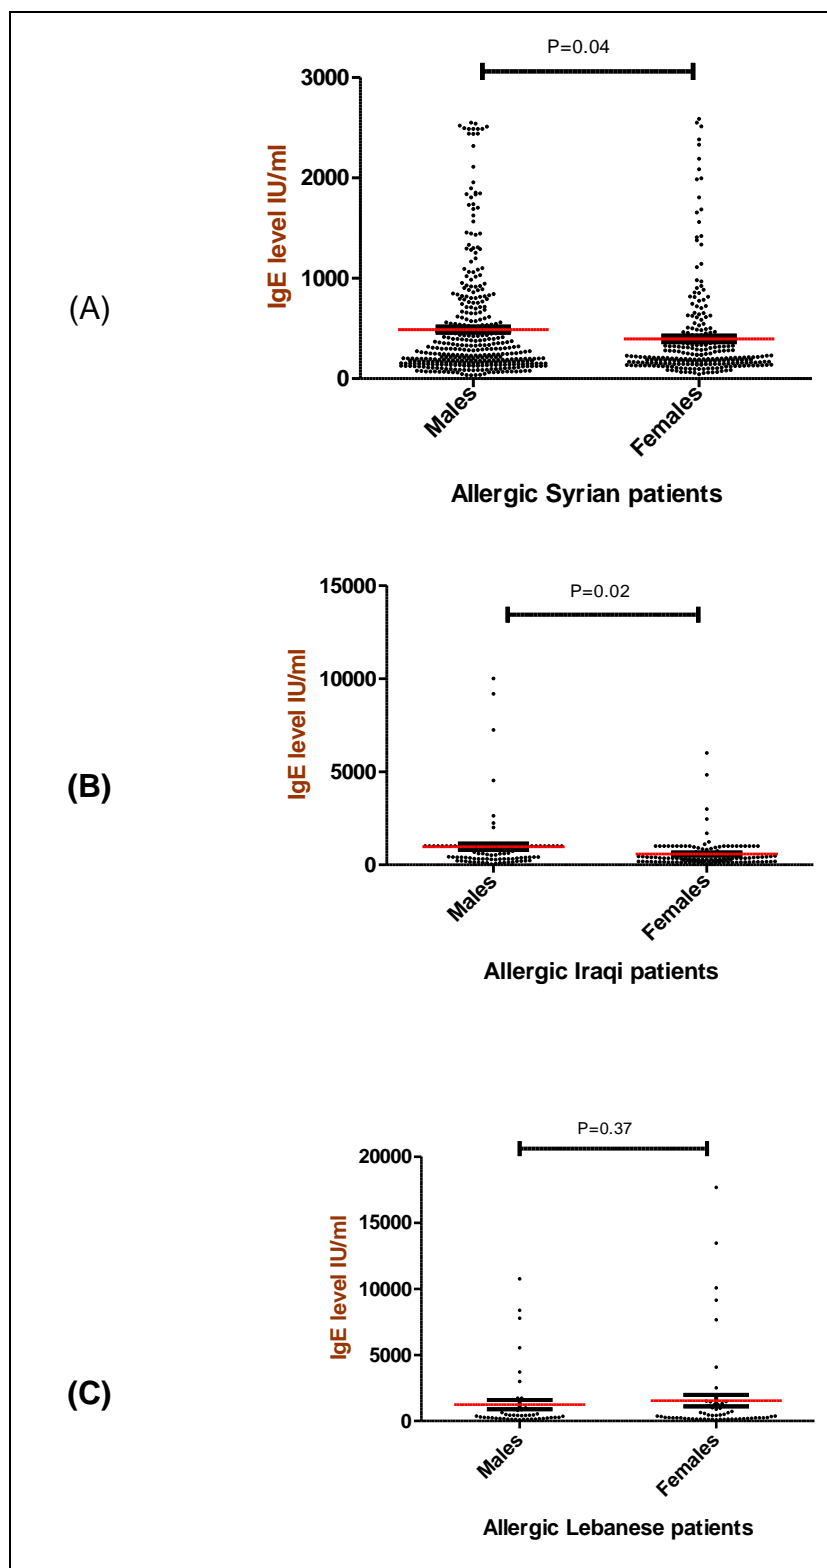 P=0.04
3000
2000
1000
0
IgE level IU/ml
(A)
Males
Females
Allergic Syrian patients
P=0.02
15000
10000
5000
0
IgE level IU/ml
(B)
Males
Females
Allergic Iraqi patients
P=0.37
20000
15000
10000
5000
0
IgE level IU/ml
(C)
Males
Females
Allergic Lebanese patients